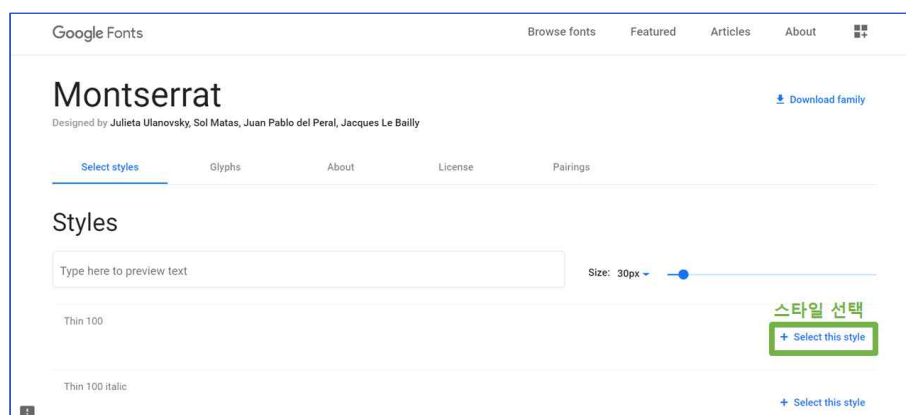 Google Fonts
Browse fonts Featured Articles About
Montserrat
Download family
Designed by Julieta Ulanovsky, Sol Matas, Juan Pablo del Peral, Jacques Le Bailly
Select styles Glyphs About License Pairings
Styles
Type here to preview text
Size: 30px
스타일 선택
Thin 100
+ Select this style
Thin 100 italic
+ Select this style